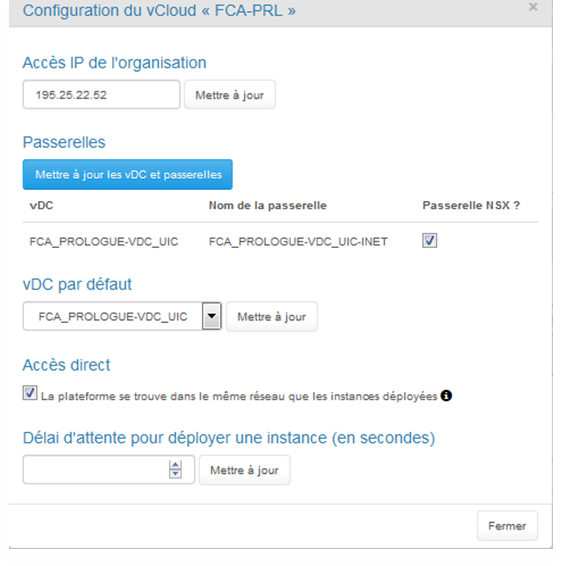 Configuration du vCloud « FCA-PRL » ×
Accès IP de l'organisation
195.25.22.52 Mettre à jour
Passerelles
Mettre à jour les vDC et passerelles
vDC Nom de la passerelle Passerelle NSX ?
FCA_PROLOGUE-VDC_UIC FCA_PROLOGUE-VDC_UIC-INET
vDC par défaut
FCA_PROLOGUE-VDC_UIC Mettre à jour
Accès direct
La plateforme se trouve dans le même réseau que les instances déployées
Délai d'attente pour déployer une instance (en secondes)
Mettre à jour
Fermer